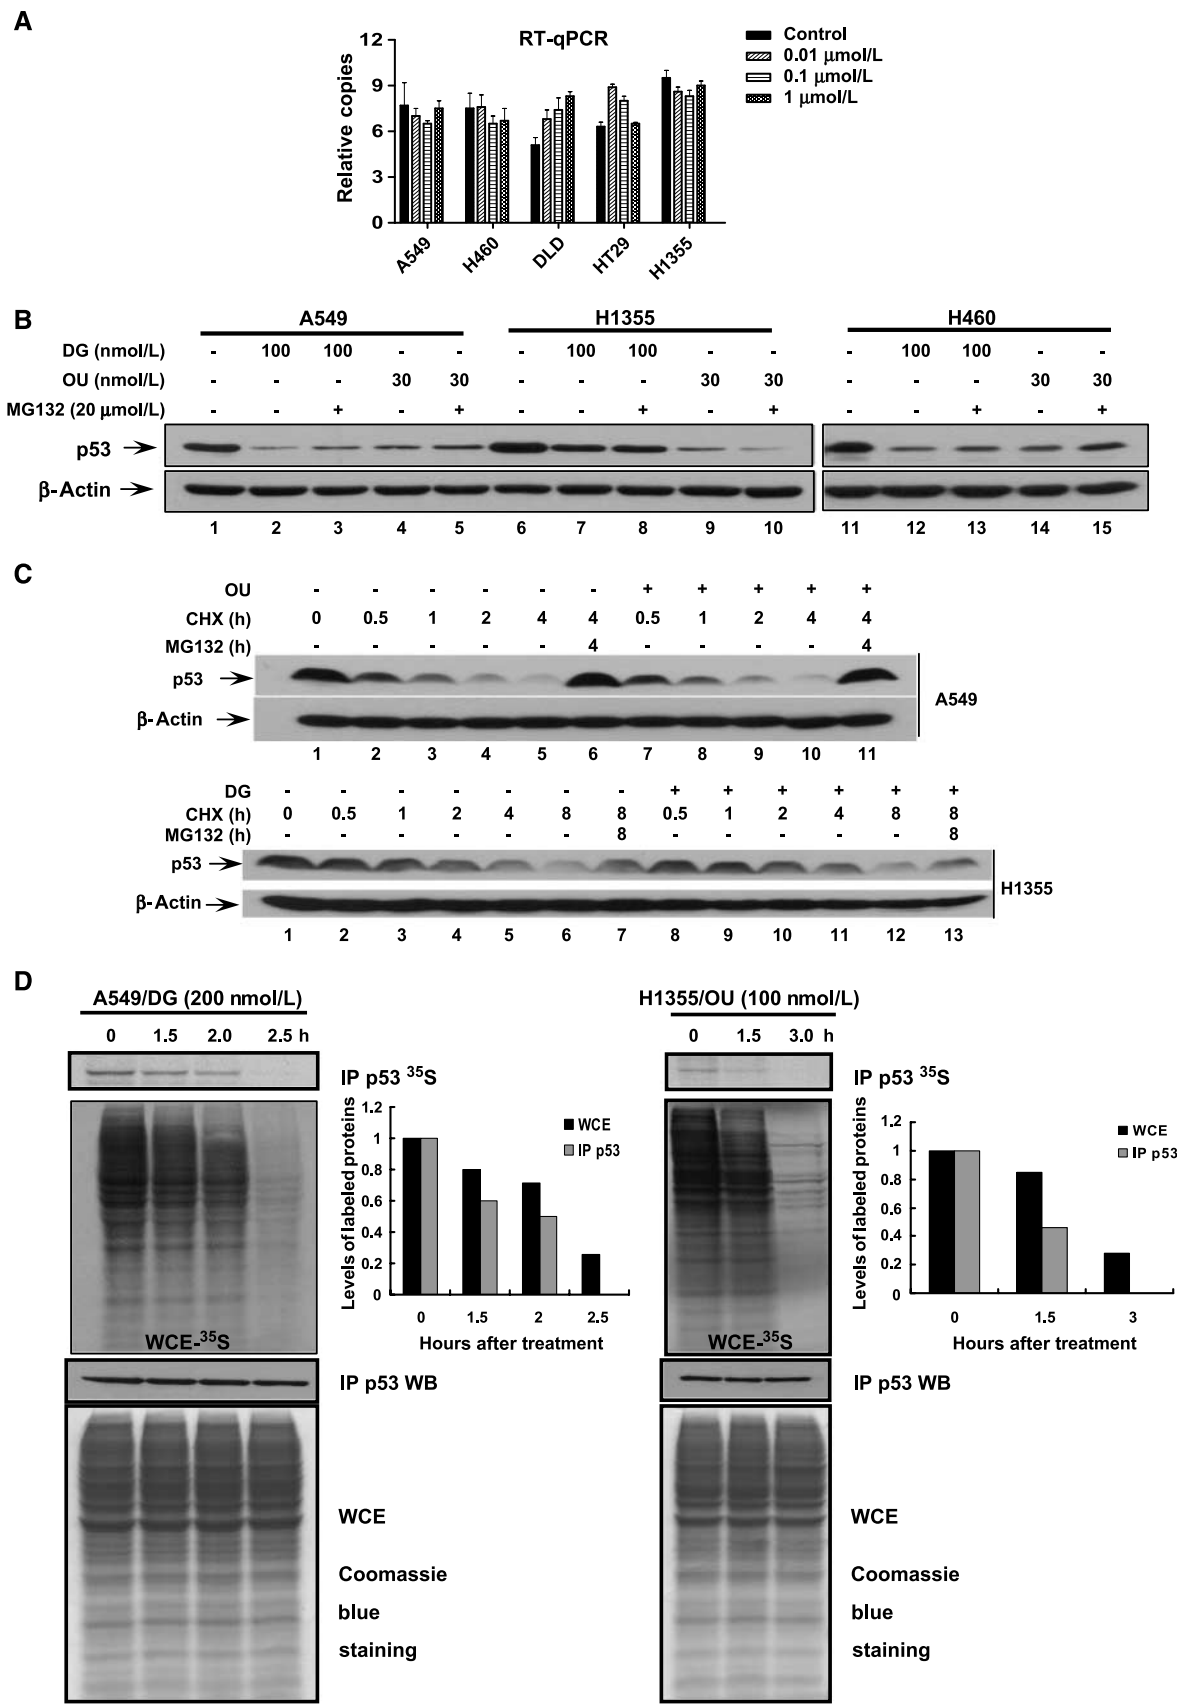 A
RT-qPCR
Relative copies
12
9
6
3
0
A549
H460
DLD
HT29
H1355
Control
0.01 μmol/L
0.1 μmol/L
1 μmol/L
B
A549 H1355 H460
DG (nmol/L) - 100 100 - - - 100 100 - - - 100 100 - -
OU (nmol/L) - - - 30 30 - - - 30 30 - - - 30 30
MG132 (20 μmol/L) - - + - + - - + - + - - + - +
p53
β-Actin
1 2 3 4 5 6 7 8 9 10 11 12 13 14 15
C
OU - - - - - - + + + + +
CHX (h) 0 0.5 1 2 4 4 0.5 1 2 4 4
MG132 (h) - - - - - 4 - - - - 4
p53
β-Actin
A549
1 2 3 4 5 6 7 8 9 10 11
DG - - - - - - - + + + + + +
CHX (h) 0 0.5 1 2 4 8 8 0.5 1 2 4 8 8
MG132 (h) - - - - - - 8 - - - - - 8
p53
β-Actin
H1355
1 2 3 4 5 6 7 8 9 10 11 12 13
D
A549/DG (200 nmol/L)
0 1.5 2.0 2.5 h
IP p53 35S
Levels of labeled proteins
1.2
1
0.8
0.6
0.4
0.2
0
WCE
IP p53
0 1.5 2 2.5
Hours after treatment
WCE-35S
IP p53 WB
WCE
Coomassie
blue
staining
H1355/OU (100 nmol/L)
0 1.5 3.0 h
IP p53 35S
Levels of labeled proteins
1.2
1
0.8
0.6
0.4
0.2
0
WCE
IP p53
0 1.5 3
Hours after treatment
WCE-35S
IP p53 WB
WCE
Coomassie
blue
staining